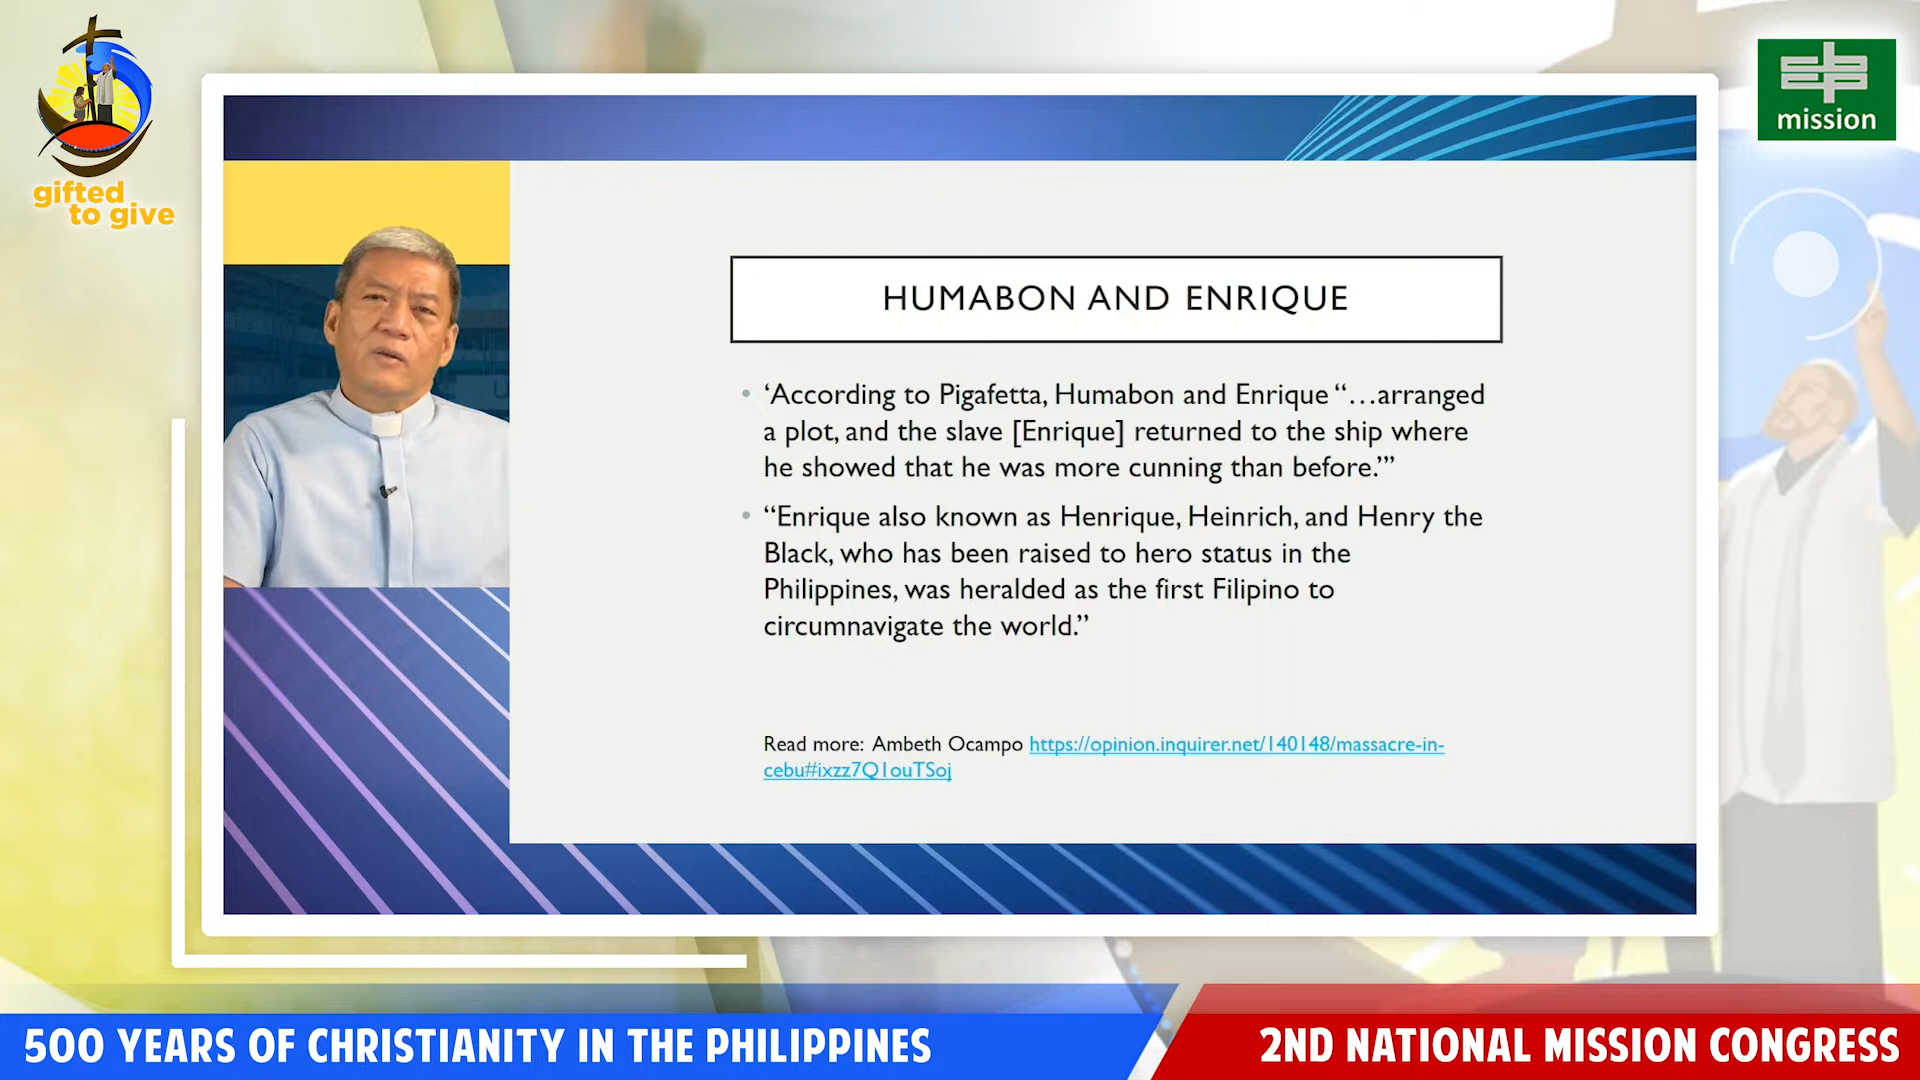 gifted
to give
CBCP
mission
HUMABON AND ENRIQUE
• ‘According to Pigafetta, Humabon and Enrique “…arranged
a plot, and the slave [Enrique] returned to the ship where
he showed that he was more cunning than before.”’
• “Enrique also known as Henrique, Heinrich, and Henry the
Black, who has been raised to hero status in the
Philippines, was heralded as the first Filipino to
circumnavigate the world.”
Read more: Ambeth Ocampo https://opinion.inquirer.net/140148/massacre-in-
cebu#ixzz7Q1ouTSoj
500 YEARS OF CHRISTIANITY IN THE PHILIPPINES
2ND NATIONAL MISSION CONGRESS